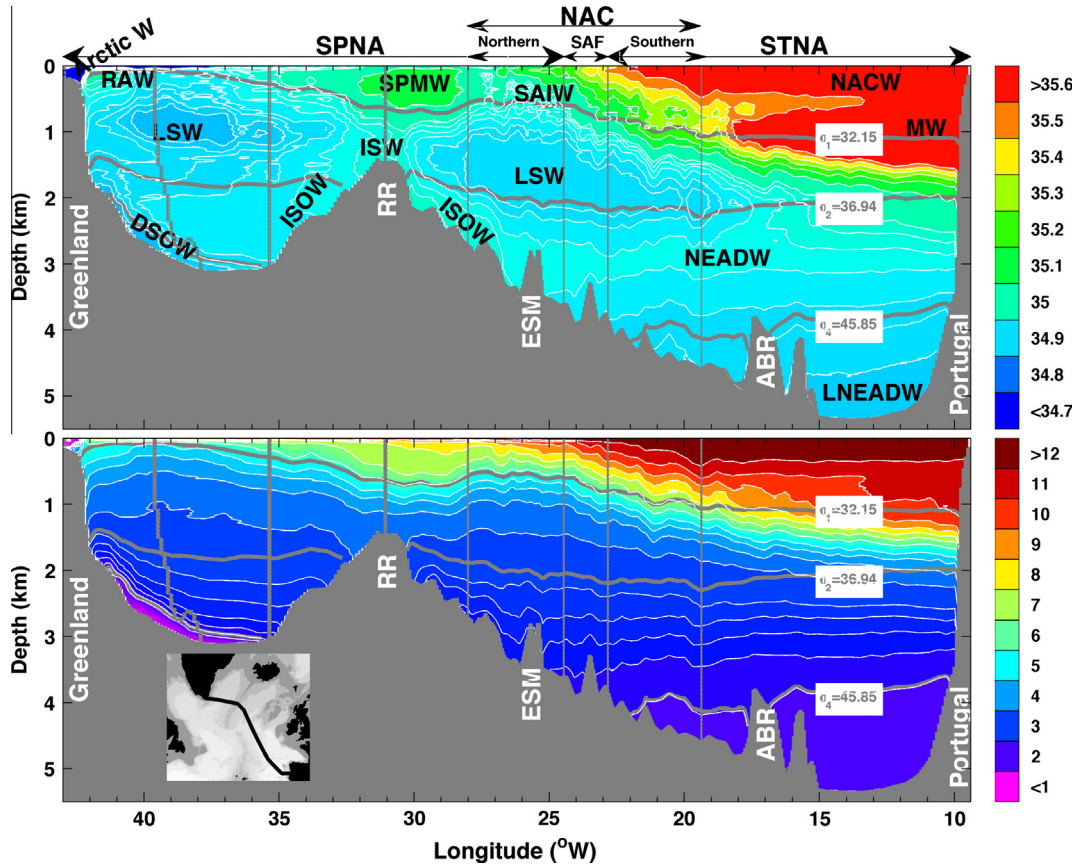 NAC
SPNA
Northern
SAF
Southern
STNA
Arctic W
0
RAW
SPMW
SAIW
NACW
MW
1
LSW
ISW
σ1=32.15
LSW
2
ISOW
RR
ISOW
σ2=36.94
DSOW
NEADW
3
4
σ4=45.85
5
LNEADW
Greenland
ESM
ABR
Portugal
Depth (km)
>35.6
35.5
35.4
35.3
35.2
35.1
35
34.9
34.8
<34.7
0
1
σ1=32.15
2
RR
σ2=36.94
3
4
σ4=45.85
5
Greenland
ESM
ABR
Portugal
Depth (km)
>12
11
10
9
8
7
6
5
4
3
2
<1
40
35
30
25
20
15
10
Longitude (°W)